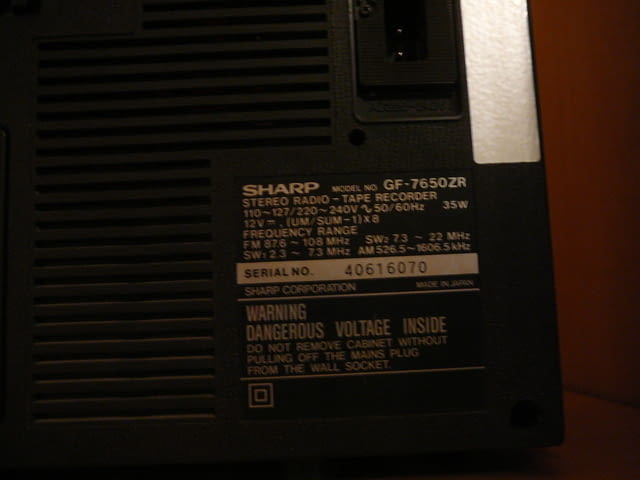 SHARP MODEL NO. GF-7650ZR
STEREO RADIO-TAPE RECORDER
110~127/220~240V ∿ 50/60Hz 35W
12V ⎓ (UM/SUM-1)x8
FREQUENCY RANGE
FM 87.6 ~ 108 MHz SW2 7.3 ~ 22 MHz
SW1 2.3 ~ 7.3 MHz AM 526.5~1606.5 kHz
SERIAL NO. 40616070
SHARP CORPORATION MADE IN JAPAN
WARNING
DANGEROUS VOLTAGE INSIDE
DO NOT REMOVE CABINET WITHOUT
PULLING OFF THE MAINS PLUG
FROM THE WALL SOCKET.